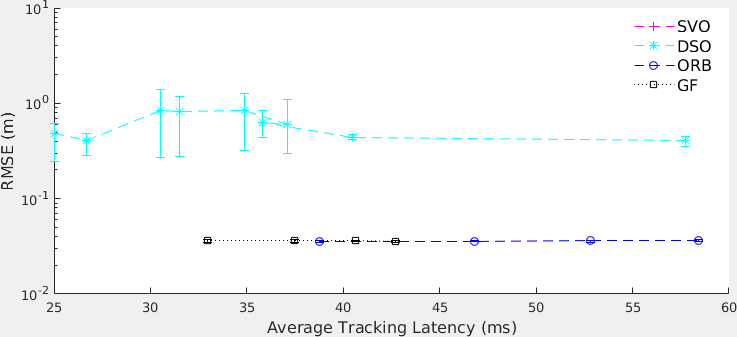 10^1
SVO
DSO
ORB
GF
10^0
RMSE (m)
10^-1
10^-2
25 30 35 40 45 50 55 60
Average Tracking Latency (ms)